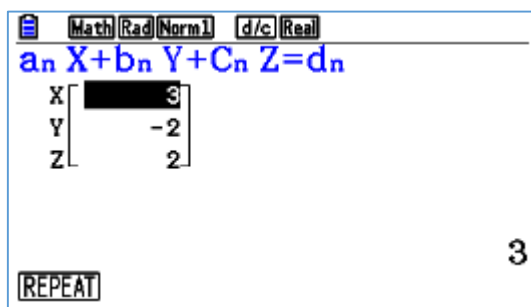 Math Rad Norm1 d/c Real
an X+bn Y+Cn Z=dn
X 3
Y -2
Z 2
3
REPEAT